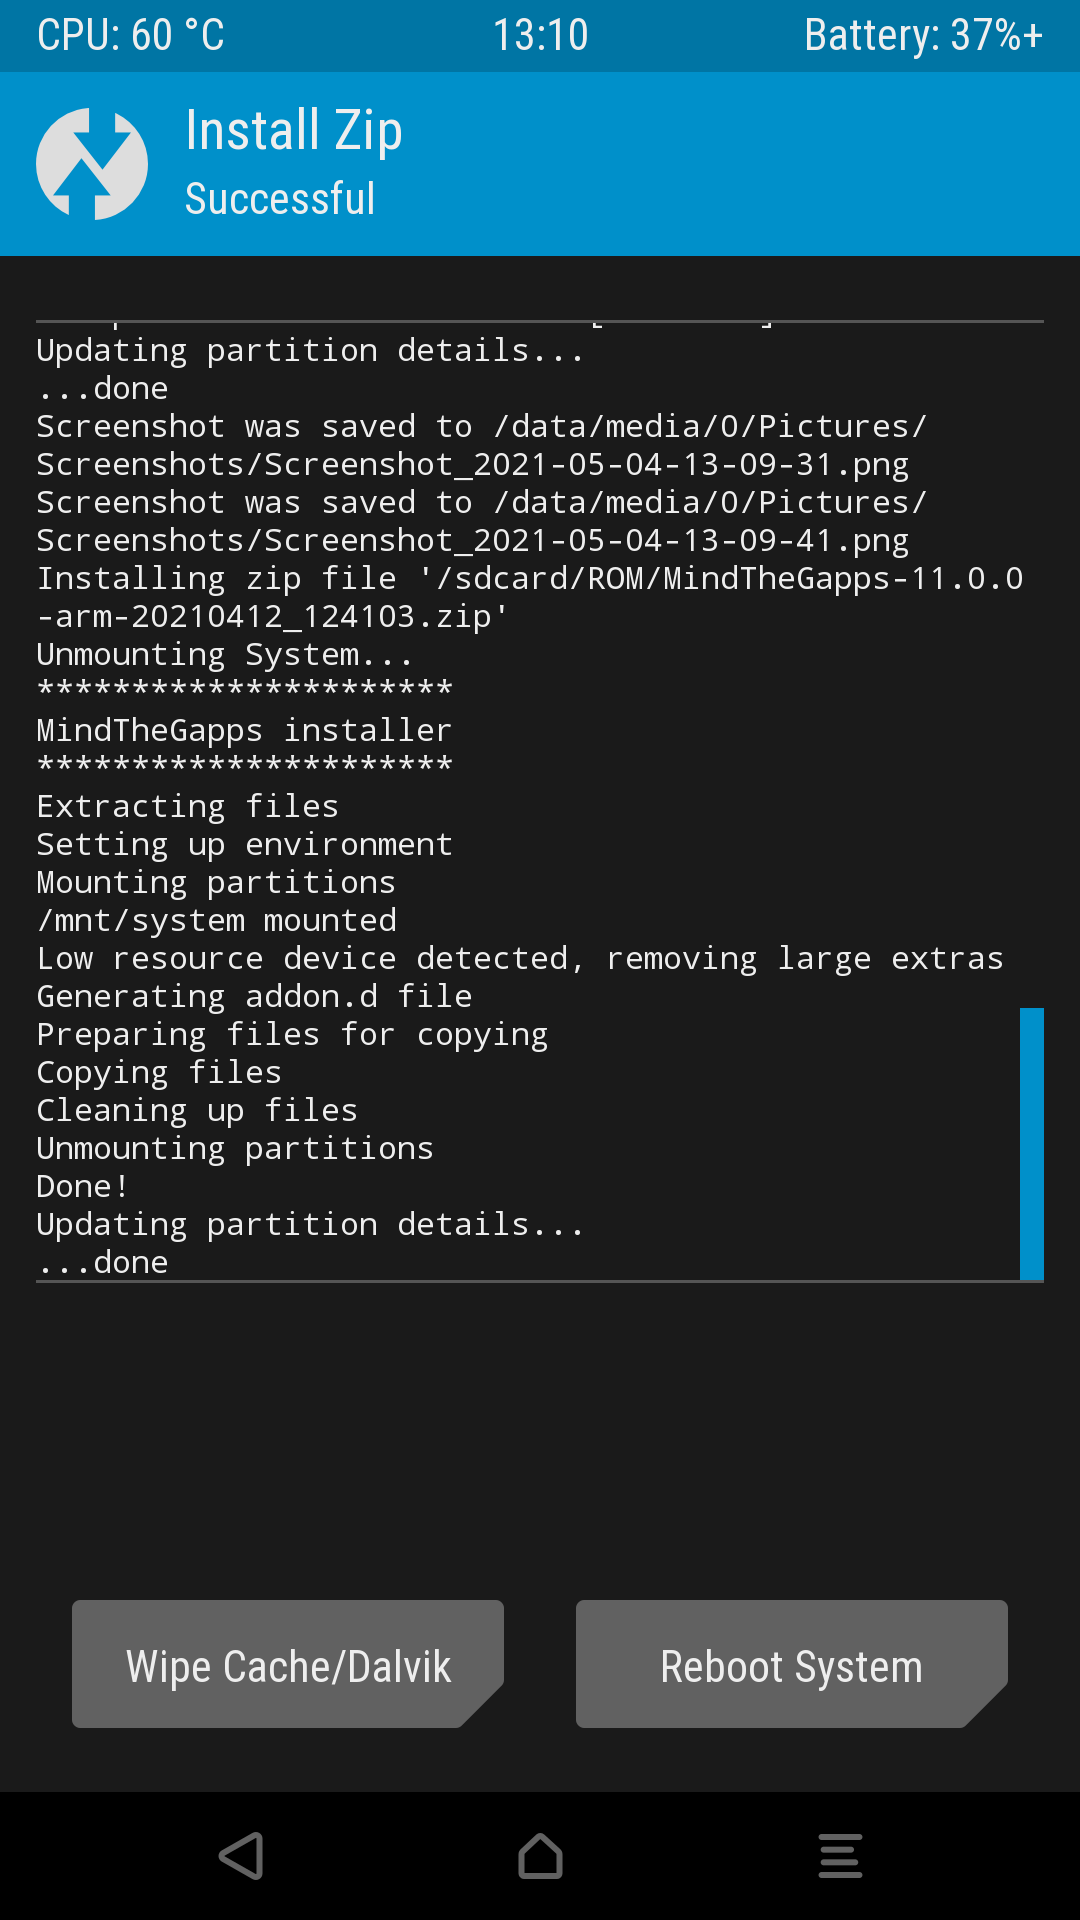 CPU: 60 °C 13:10 Battery: 37%+
Install Zip
Successful
Updating partition details...
...done
Screenshot was saved to /data/media/0/Pictures/
Screenshots/Screenshot_2021-05-04-13-09-31.png
Screenshot was saved to /data/media/0/Pictures/
Screenshots/Screenshot_2021-05-04-13-09-41.png
Installing zip file '/sdcard/ROM/MindTheGapps-11.0.0
-arm-20210412_124103.zip'
Unmounting System...
**********************
MindTheGapps installer
**********************
Extracting files
Setting up environment
Mounting partitions
/mnt/system mounted
Low resource device detected, removing large extras
Generating addon.d file
Preparing files for copying
Copying files
Cleaning up files
Unmounting partitions
Done!
Updating partition details...
...done
Wipe Cache/Dalvik
Reboot System